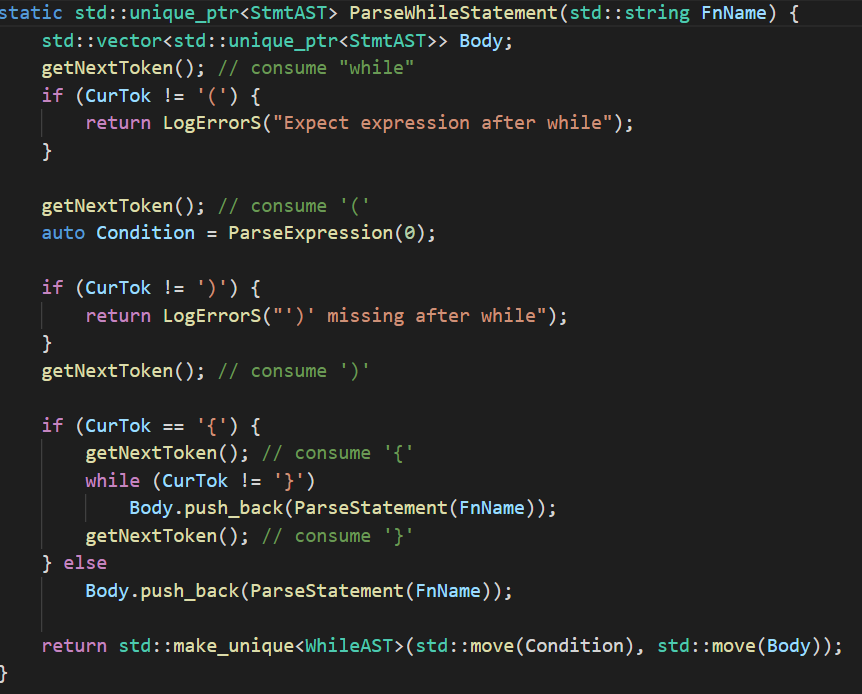 static std::unique_ptr<StmtAST> ParseWhileStatement(std::string FnName) {
    std::vector<std::unique_ptr<StmtAST>> Body;
    getNextToken(); // consume "while"
    if (CurTok != '(') {
        return LogErrorS("Expect expression after while");
    }

    getNextToken(); // consume '('
    auto Condition = ParseExpression(0);

    if (CurTok != ')') {
        return LogErrorS("')' missing after while");
    }
    getNextToken(); // consume ')'

    if (CurTok == '{') {
        getNextToken(); // consume '{'
        while (CurTok != '}')
            Body.push_back(ParseStatement(FnName));
        getNextToken(); // consume '}'
    } else
        Body.push_back(ParseStatement(FnName));

    return std::make_unique<WhileAST>(std::move(Condition), std::move(Body));
}